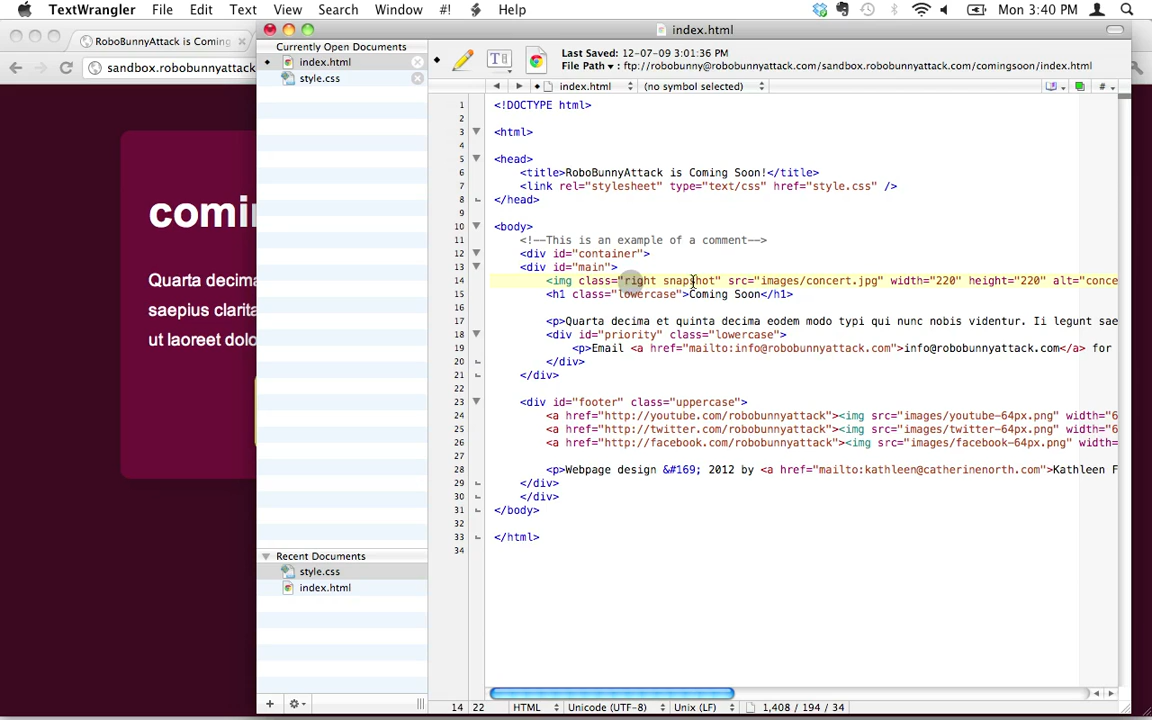 TextWrangler File Edit Text View Search Window #! Help Mon 3:40 PM
index.html
RoboBunnyAttack is Coming
sandbox.robobunnyattack
Currently Open Documents
index.html
style.css
Last Saved: 12-07-09 3:01:36 PM
File Path ▾ : ftp://robobunny@robobunnyattack.com/sandbox.robobunnyattack.com/comingsoon/index.html
index.html (no symbol selected)
1 <!DOCTYPE html>
2
3 <html>
4
5 <head>
6 <title>RoboBunnyAttack is Coming Soon!</title>
7 <link rel="stylesheet" type="text/css" href="style.css" />
8 </head>
9
10 <body>
11 <!--This is an example of a comment-->
12 <div id="container">
13 <div id="main">
14 <img class="right snapshot" src="images/concert.jpg" width="220" height="220" alt="conce
15 <h1 class="lowercase">Coming Soon</h1>
16
17 <p>Quarta decima et quinta decima eodem modo typi qui nunc nobis videntur. Ii legunt sae
18 <div id="priority" class="lowercase">
19 <p>Email <a href="mailto:info@robobunnyattack.com">info@robobunnyattack.com</a> for
20 </div>
21 </div>
22
23 <div id="footer" class="uppercase">
24 <a href="http://youtube.com/robobunnyattack"><img src="images/youtube-64px.png" width="6
25 <a href="http://twitter.com/robobunnyattack"><img src="images/twitter-64px.png" width="6
26 <a href="http://facebook.com/robobunnyattack"><img src="images/facebook-64px.png" width=
27
28 <p>Webpage design &#169; 2012 by <a href="mailto:kathleen@catherinenorth.com">Kathleen F
29 </div>
30 </div>
31 </body>
32
33 </html>
34
comin
Quarta decima
saepius clarita
ut laoreet dolo
Recent Documents
style.css
index.html
14 22 HTML Unicode (UTF-8) Unix (LF) 1,408 / 194 / 34